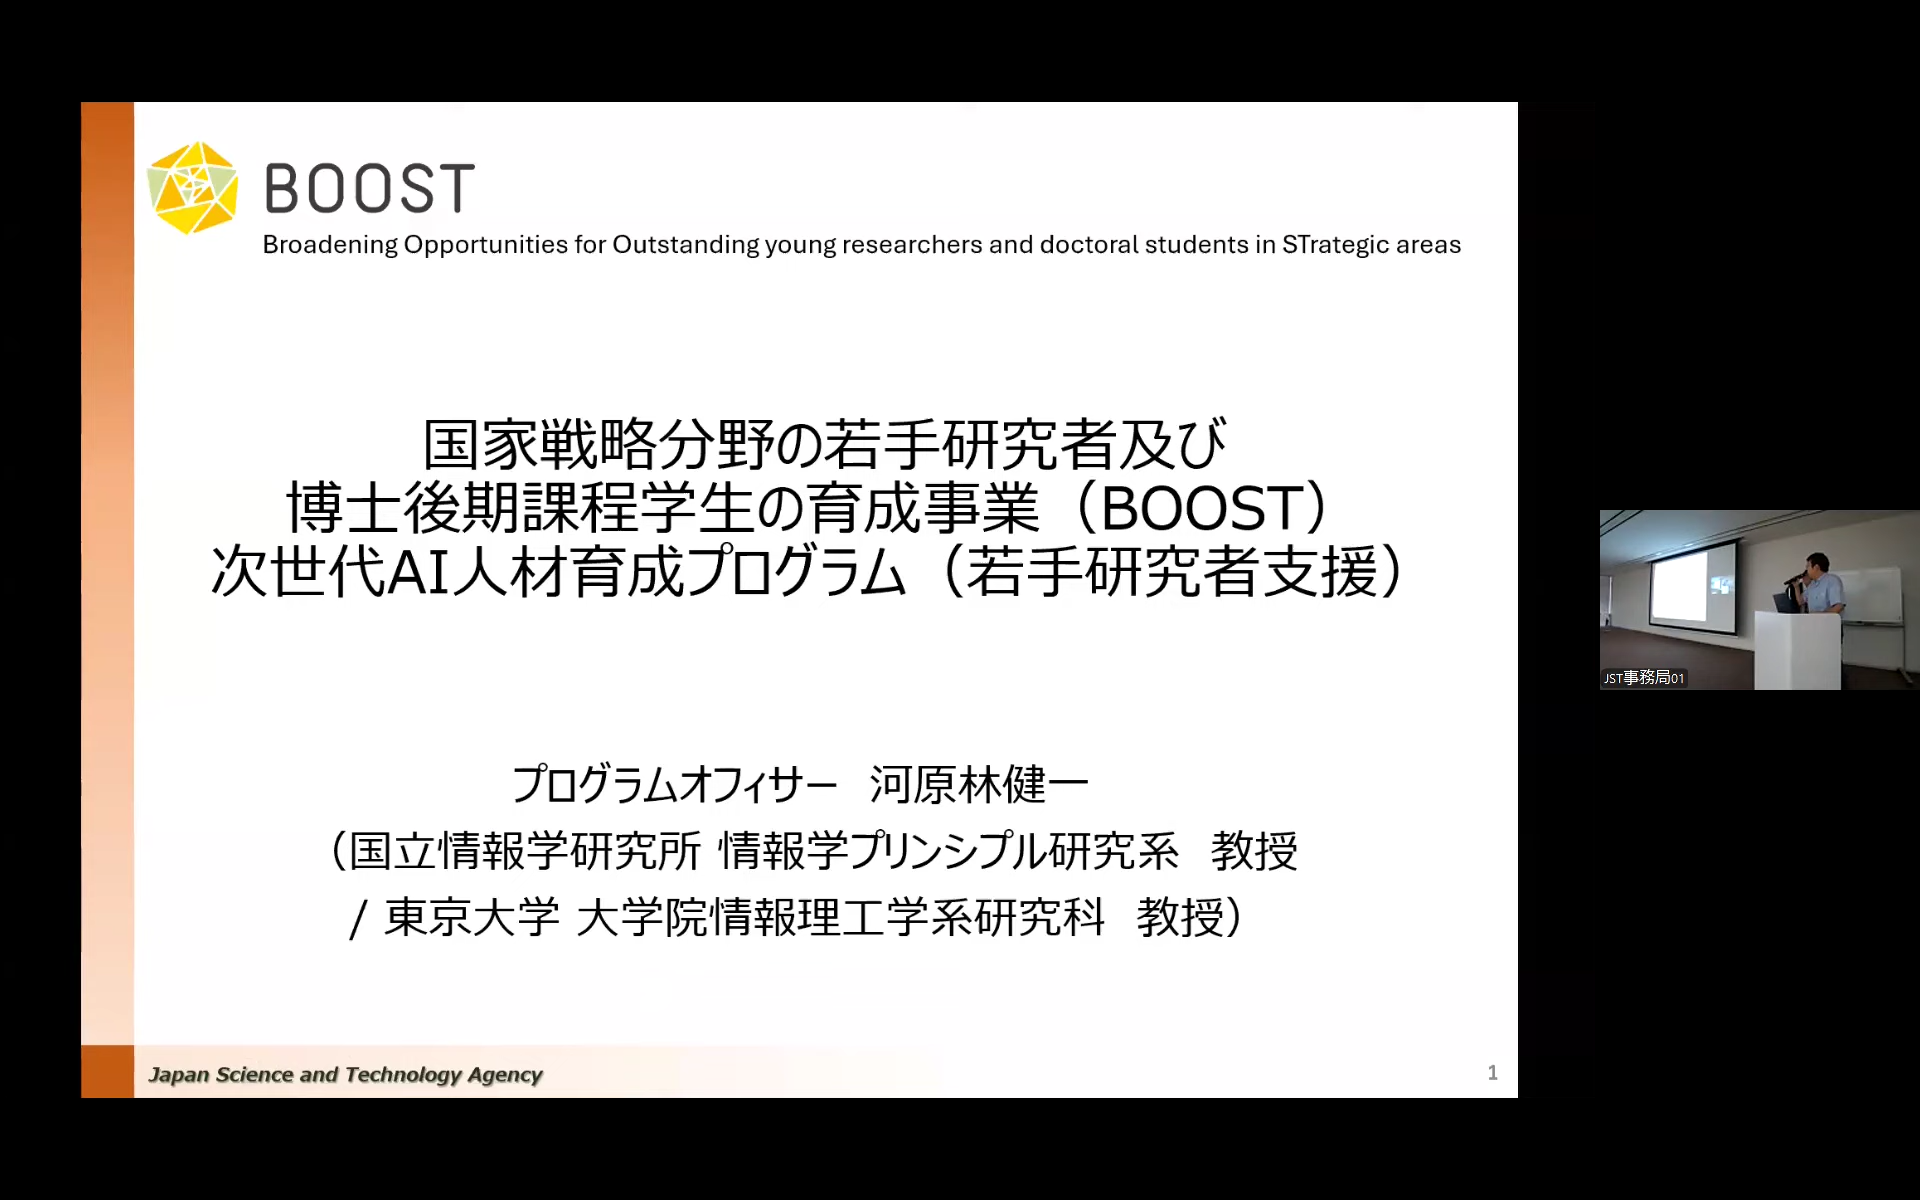 BOOST
Broadening Opportunities for Outstanding young researchers and doctoral students in STrategic areas
国家戦略分野の若手研究者及び
博士後期課程学生の育成事業（BOOST）
次世代AI人材育成プログラム（若手研究者支援）
プログラムオフィサー　河原林健一
（国立情報学研究所 情報学プリンシプル研究系　教授
/ 東京大学 大学院情報理工学系研究科　教授）
Japan Science and Technology Agency
1
JST事務局01